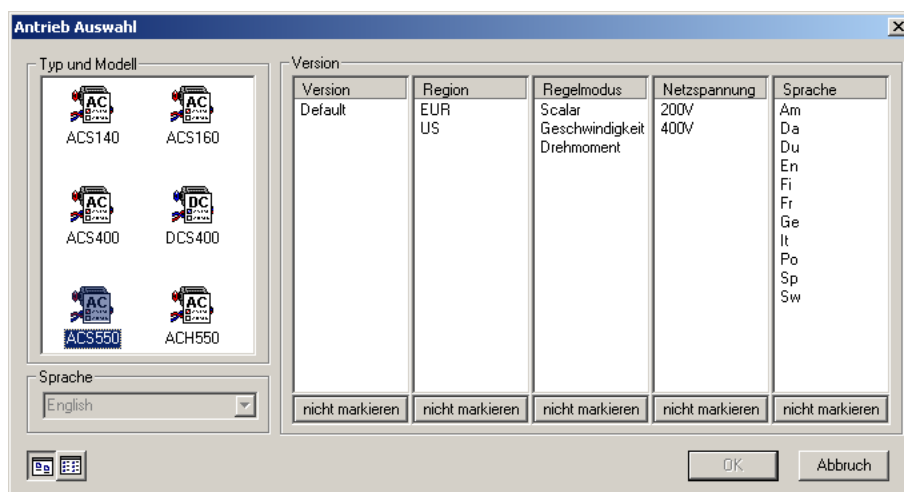 Antrieb Auswahl
Typ und Modell
AC
ACS140
AC
ACS160
AC
ACS400
DC
DCS400
AC
ACS550
AC
ACH550
Sprache
English
Version
Version
Default
nicht markieren
Region
EUR
US
nicht markieren
Regelmodus
Scalar
Geschwindigkeit
Drehmoment
nicht markieren
Netzspannung
200V
400V
nicht markieren
Sprache
Am
Da
Du
En
Fi
Fr
Ge
It
Po
Sp
Sw
nicht markieren
OK
Abbruch